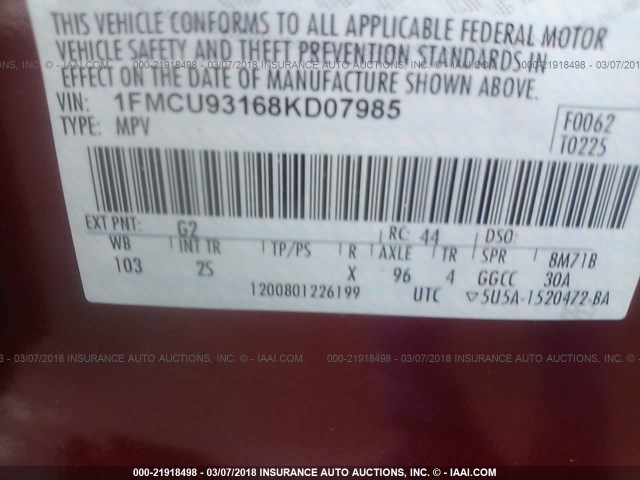 THIS VEHICLE CONFORMS TO ALL APPLICABLE FEDERAL MOTOR
VEHICLE SAFETY AND THEFT PREVENTION STANDARDS IN
EFFECT ON THE DATE OF MANUFACTURE SHOWN ABOVE.
VIN: 1FMCU93168KD07985
TYPE: MPV
F0062
T0225
EXT PNT: G2 RC: 44 DSO:
WB INT TR TP/PS R AXLE TR SPR 8M71B
103 2S X 96 4 GGCC 30A
1200801226199 UTC ▽5U5A-1520472-BA
000-21918498 - 03/07/2018 INSURANCE AUTO AUCTIONS, INC. - © - IAAI.COM